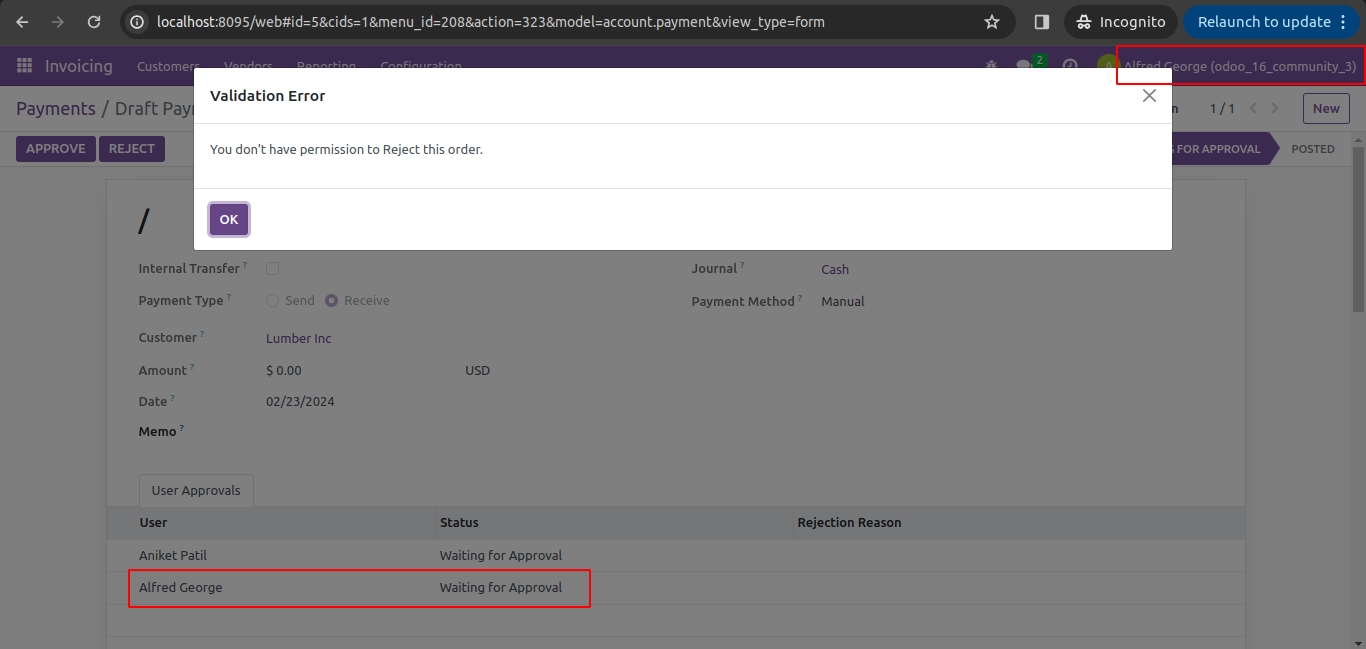 localhost:8095/web#id=5&cids=1&menu_id=208&action=323&model=account.payment&view_type=form
Incognito
Relaunch to update
Invoicing
Customers
Vendors
Reporting
Configuration
2
Alfred George (odoo_16_community_3)
Payments / Draft Pay
1 / 1
New
APPROVE
REJECT
FOR APPROVAL
POSTED
Validation Error
You don't have permission to Reject this order.
OK
/
Internal Transfer ?
Journal ?
Cash
Payment Type ?
Send
Receive
Payment Method ?
Manual
Customer ?
Lumber Inc
Amount ?
$ 0.00
USD
Date ?
02/23/2024
Memo ?
User Approvals
User
Status
Rejection Reason
Aniket Patil
Waiting for Approval
Alfred George
Waiting for Approval